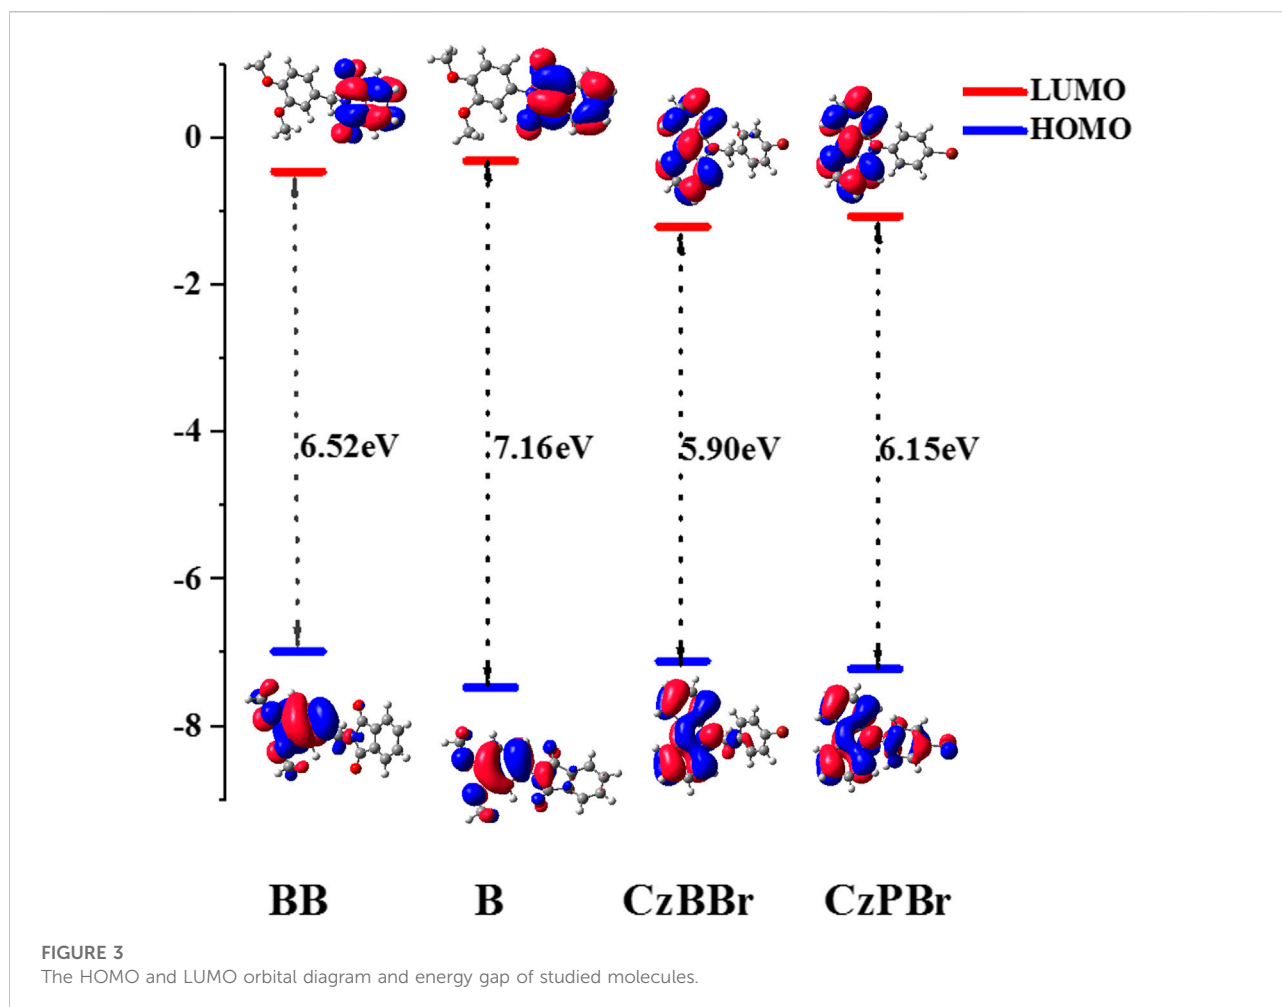 LUMO
HOMO
0
-2
-4
-6
-8
6.52eV
7.16eV
5.90eV
6.15eV
BB
B
CzBBr
CzPBr
FIGURE 3
The HOMO and LUMO orbital diagram and energy gap of studied molecules.